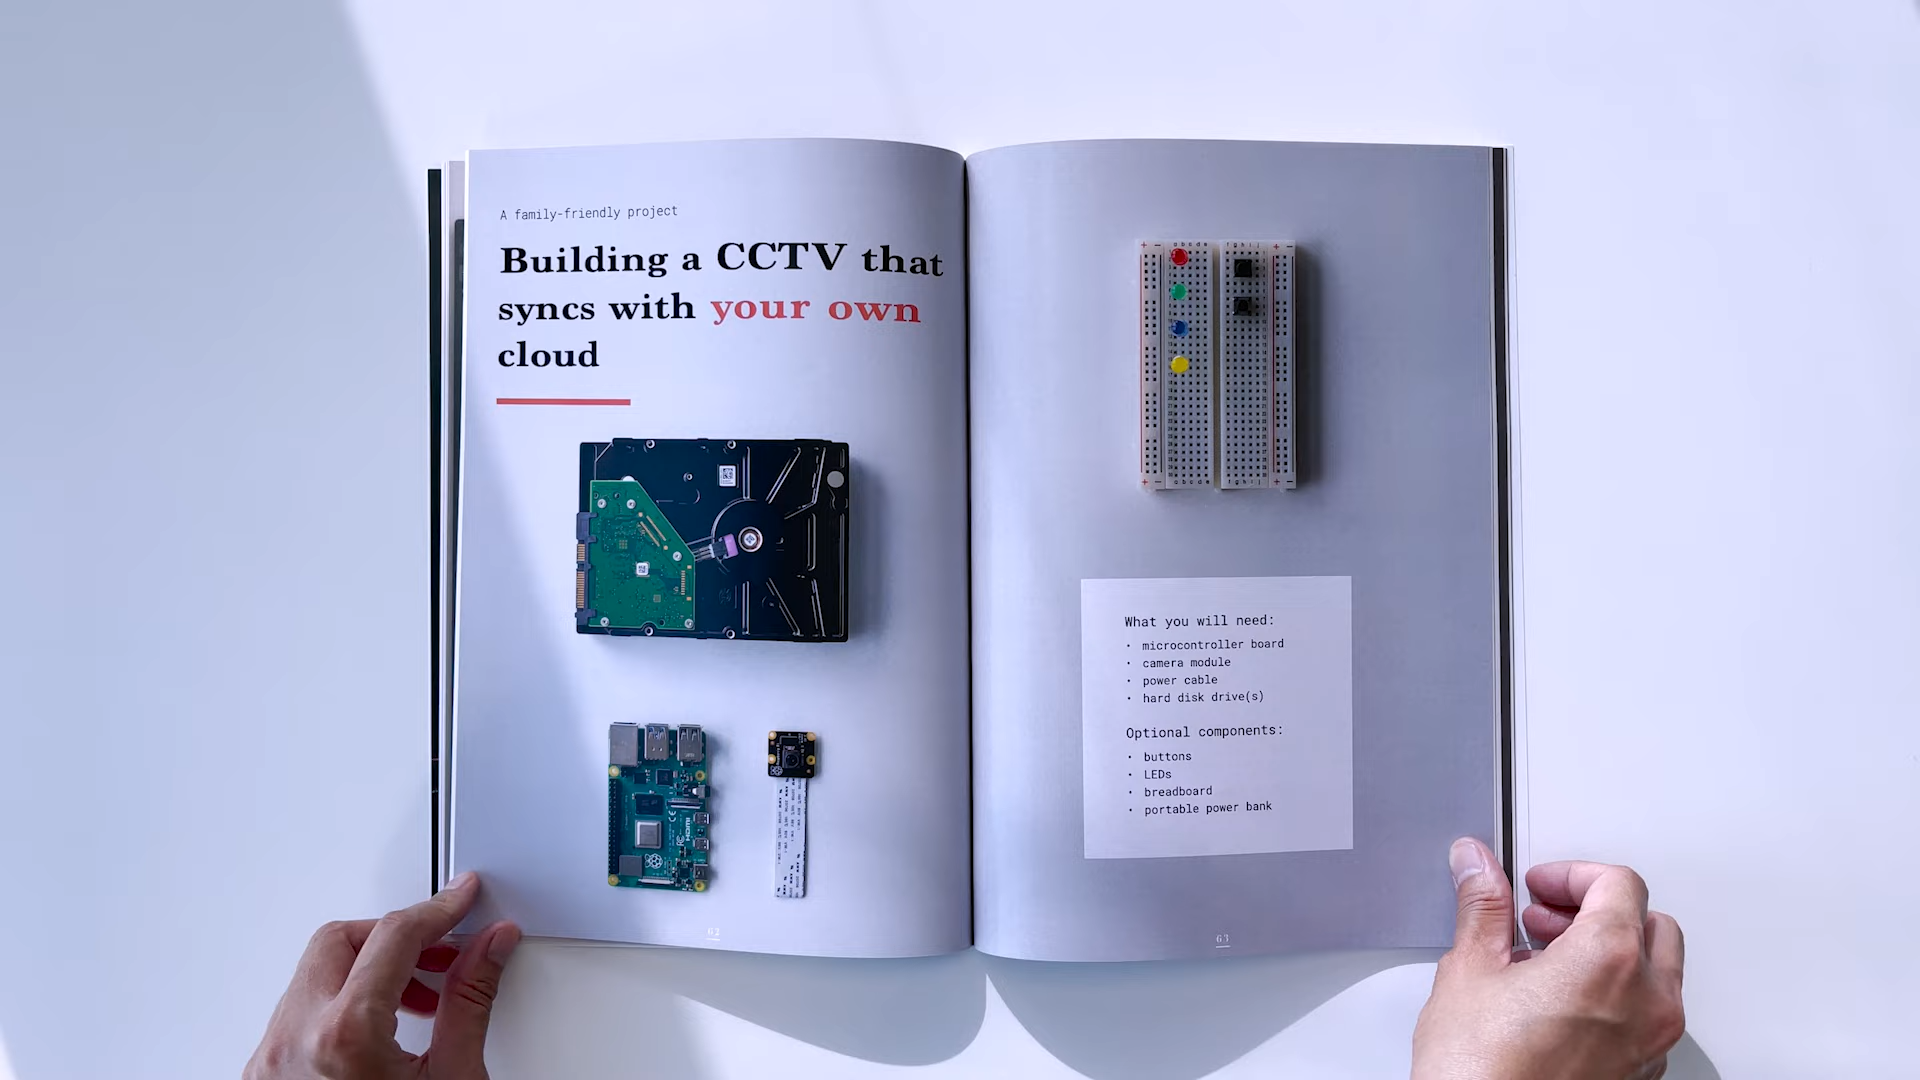 A family-friendly project
Building a CCTV that
syncs with your own
cloud
62
What you will need:
• microcontroller board
• camera module
• power cable
• hard disk drive(s)
Optional components:
• buttons
• LEDs
• breadboard
• portable power bank
63